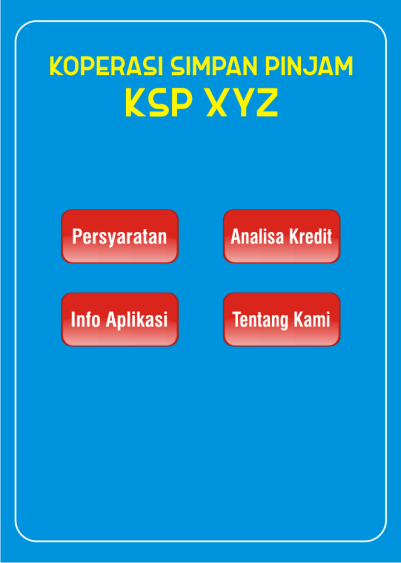 KOPERASI SIMPAN PINJAM
KSP XYZ
Persyaratan
Analisa Kredit
Info Aplikasi
Tentang Kami